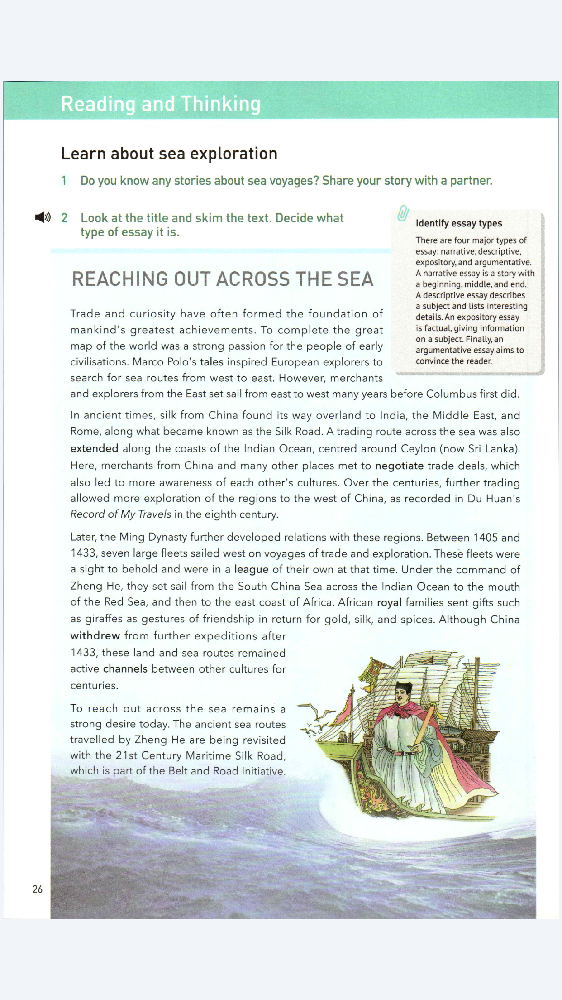 Reading and Thinking
Learn about sea exploration
1 Do you know any stories about sea voyages? Share your story with a partner.
2 Look at the title and skim the text. Decide what
type of essay it is.
Identify essay types
There are four major types of
essay: narrative, descriptive,
expository, and argumentative.
A narrative essay is a story with
a beginning, middle, and end.
A descriptive essay describes
a subject and lists interesting
details. An expository essay
is factual, giving information
on a subject. Finally, an
argumentative essay aims to
convince the reader.
REACHING OUT ACROSS THE SEA
Trade and curiosity have often formed the foundation of
mankind's greatest achievements. To complete the great
map of the world was a strong passion for the people of early
civilisations. Marco Polo's tales inspired European explorers to
search for sea routes from west to east. However, merchants
and explorers from the East set sail from east to west many years before Columbus first did.
In ancient times, silk from China found its way overland to India, the Middle East, and
Rome, along what became known as the Silk Road. A trading route across the sea was also
extended along the coasts of the Indian Ocean, centred around Ceylon (now Sri Lanka).
Here, merchants from China and many other places met to negotiate trade deals, which
also led to more awareness of each other's cultures. Over the centuries, further trading
allowed more exploration of the regions to the west of China, as recorded in Du Huan's
Record of My Travels in the eighth century.
Later, the Ming Dynasty further developed relations with these regions. Between 1405 and
1433, seven large fleets sailed west on voyages of trade and exploration. These fleets were
a sight to behold and were in a league of their own at that time. Under the command of
Zheng He, they set sail from the South China Sea across the Indian Ocean to the mouth
of the Red Sea, and then to the east coast of Africa. African royal families sent gifts such
as giraffes as gestures of friendship in return for gold, silk, and spices. Although China
withdrew from further expeditions after
1433, these land and sea routes remained
active channels between other cultures for
centuries.
To reach out across the sea remains a
strong desire today. The ancient sea routes
travelled by Zheng He are being revisited
with the 21st Century Maritime Silk Road,
which is part of the Belt and Road Initiative.
26